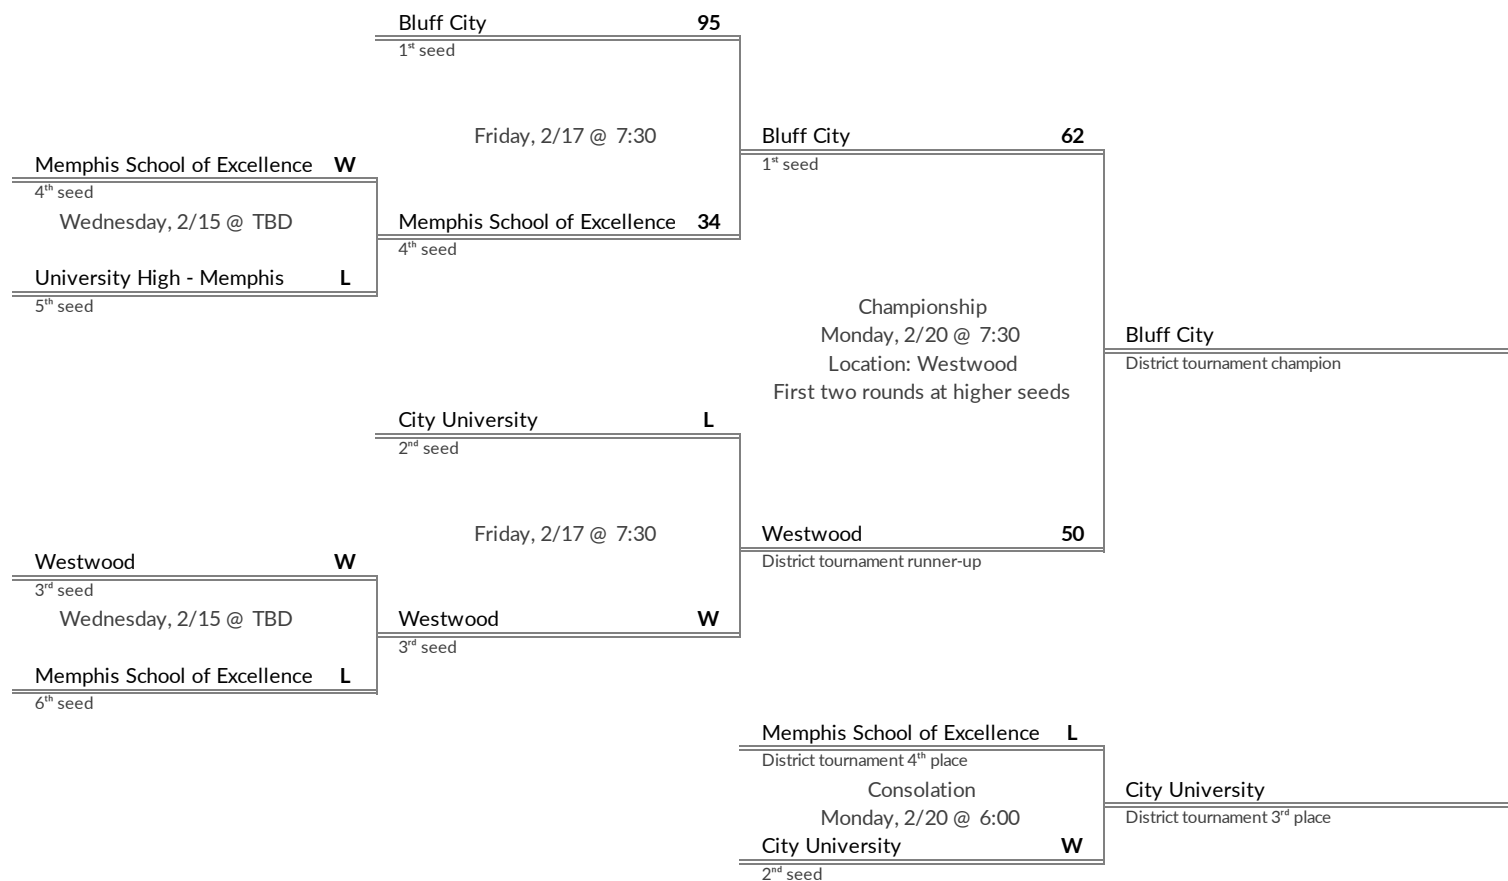 Bluff City 95
1st seed
Friday, 2/17 @ 7:30
Bluff City 62
1st seed
Memphis School of Excellence W
4th seed
Wednesday, 2/15 @ TBD
Memphis School of Excellence 34
4th seed
University High - Memphis L
5th seed
Championship
Monday, 2/20 @ 7:30
Location: Westwood
First two rounds at higher seeds
Bluff City
District tournament champion
City University L
2nd seed
Friday, 2/17 @ 7:30
Westwood 50
District tournament runner-up
Westwood W
3rd seed
Wednesday, 2/15 @ TBD
Westwood W
3rd seed
Memphis School of Excellence L
6th seed
Memphis School of Excellence L
District tournament 4th place
Consolation
Monday, 2/20 @ 6:00
City University
District tournament 3rd place
City University W
2nd seed